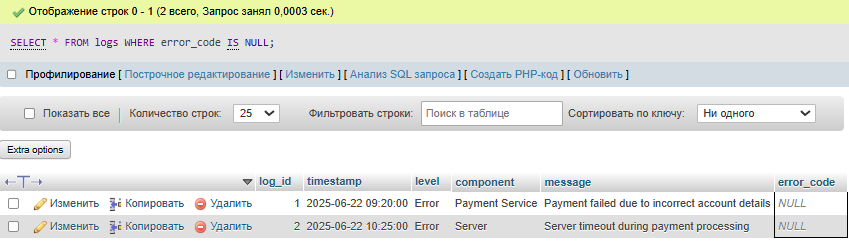 Отображение строк 0 - 1 (2 всего, Запрос занял 0,0003 сек.)
SELECT * FROM logs WHERE error_code IS NULL;
Профилирование [ Построчное редактирование ] [ Изменить ] [ Анализ SQL запроса ] [ Создать PHP-код ] [ Обновить ]
Показать все Количество строк: 25 Фильтровать строки: Поиск в таблице Сортировать по ключу: Ни одного
Extra options
←T→ log_id timestamp level component message error_code
Изменить Копировать Удалить 1 2025-06-22 09:20:00 Error Payment Service Payment failed due to incorrect account details NULL
Изменить Копировать Удалить 2 2025-06-22 10:25:00 Error Server Server timeout during payment processing NULL